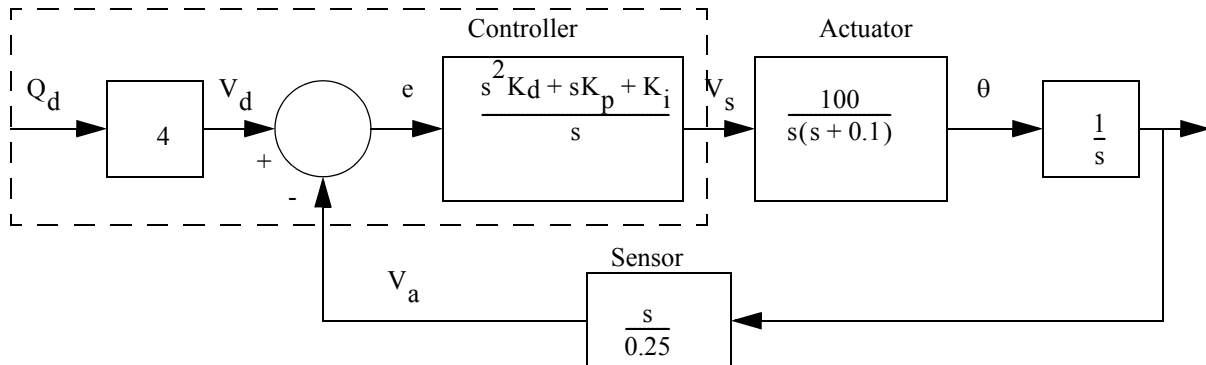 Controller
Actuator
Q_d
4
V_d
+
-
e
s^2K_d + sK_p + K_i
s
V_s
100
s(s + 0.1)
θ
1
s
Sensor
V_a
s
0.25